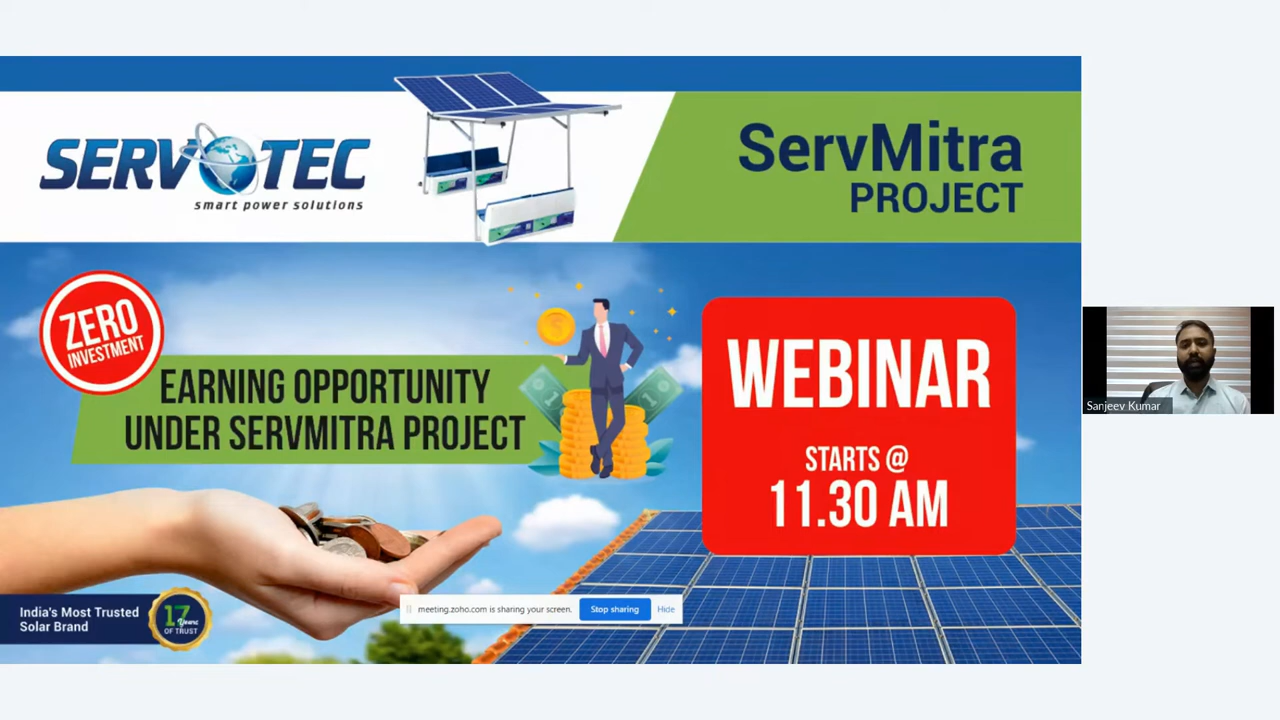 SERVOTEC
smart power solutions
ServMitra
PROJECT
ZERO
INVESTMENT
EARNING OPPORTUNITY
UNDER SERVMITRA PROJECT
WEBINAR
STARTS @
11.30 AM
India's Most Trusted
Solar Brand
17
Years
OF TRUST
meeting.zoho.com is sharing your screen.
Stop sharing
Hide
Sanjeev Kumar